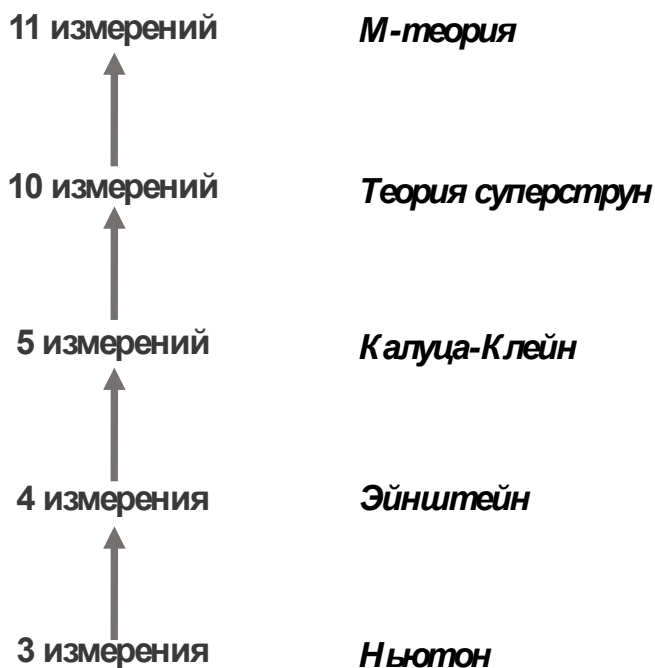 11 измерений М-теория
10 измерений Теория суперструн
5 измерений Калуца-Клейн
4 измерения Эйнштейн
3 измерения Ньютон